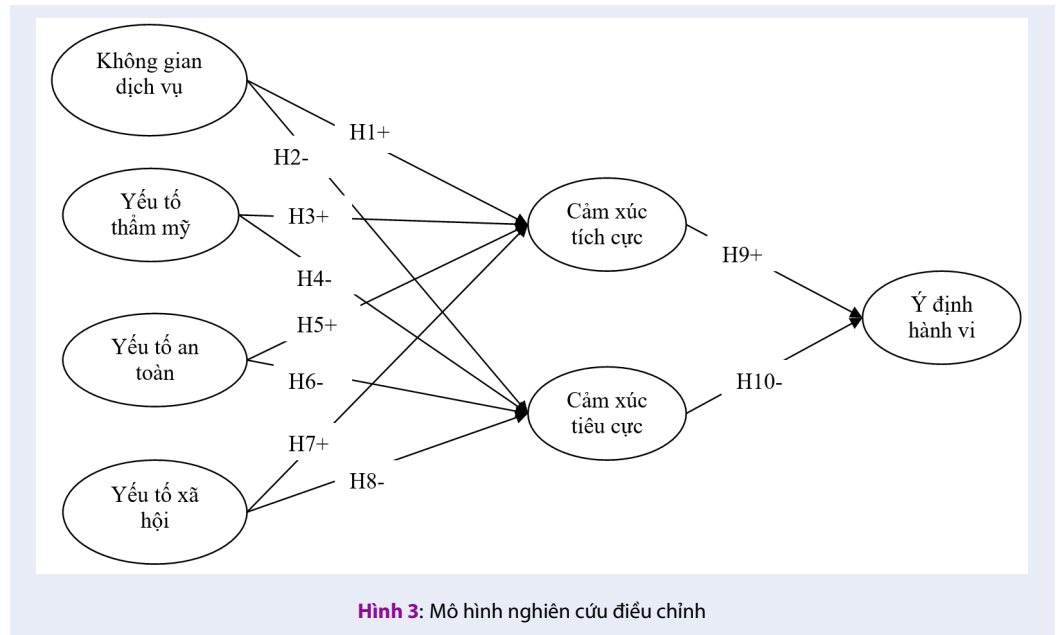 Không gian
dịch vụ
H1+
H2-
Yếu tố
thẩm mỹ
H3+
Cảm xúc
tích cực
H4-
H9+
Ý định
hành vi
H5+
Yếu tố an
toàn
H6-
H10-
Cảm xúc
tiêu cực
H7+
H8-
Yếu tố xã
hội
Hình 3: Mô hình nghiên cứu điều chỉnh